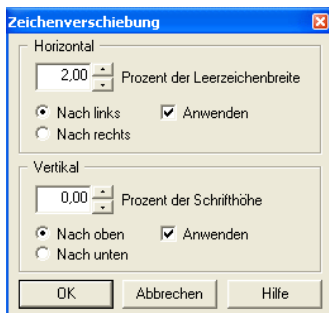 Zeichenverschiebung
Horizontal
2,00 Prozent der Leerzeichenbreite
Nach links Anwenden
Nach rechts
Vertikal
0,00 Prozent der Schrifthöhe
Nach oben Anwenden
Nach unten
OK Abbrechen Hilfe